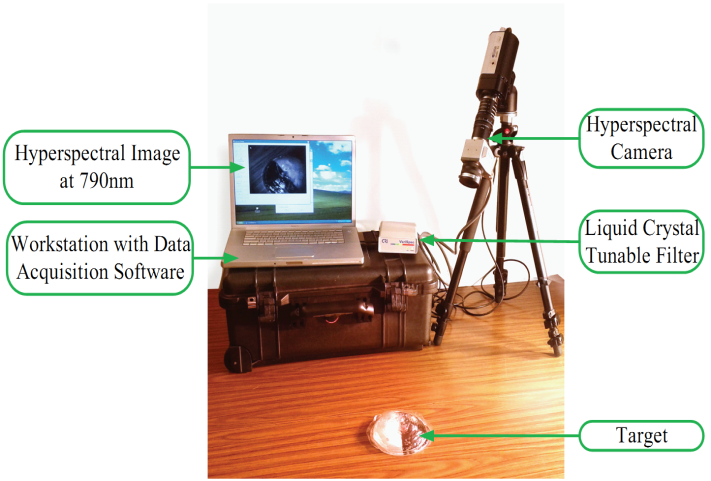 Hyperspectral Image
at 790nm
Workstation with Data
Acquisition Software
Hyperspectral
Camera
Liquid Crystal
Tunable Filter
Target